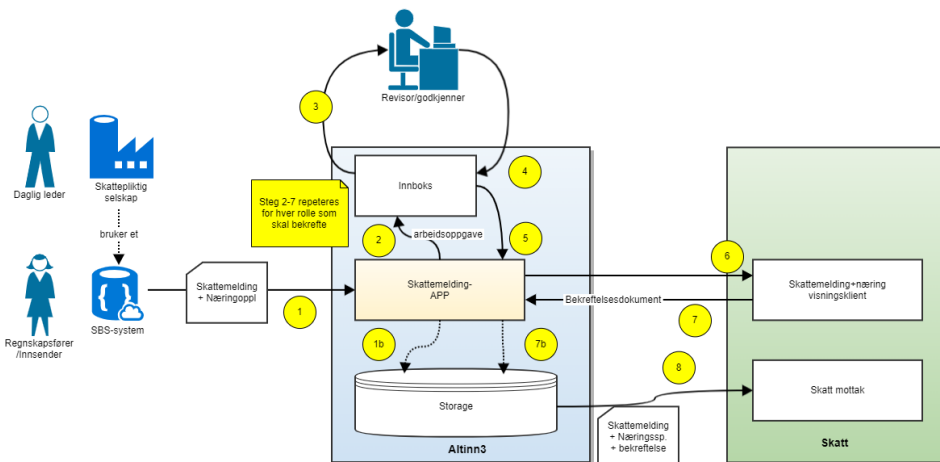 Revisor/godkjenner
3
Daglig leder
Skattepliktig
selskap
bruker et
Regnskapsfører
/Innsender
SBS-system
Skattemelding
+ Næringoppl
1
Steg 2-7 repeteres
for hver rolle som
skal bekrefte
Innboks
4
2
arbeidsoppgave
5
Skattemelding-
APP
6
Skattemelding+næring
visningsklient
Bekreftelsesdokument
7
1b
7b
8
Storage
Skatt mottak
Skattemelding
+ Næringssp.
+ bekreftelse
Altinn3
Skatt